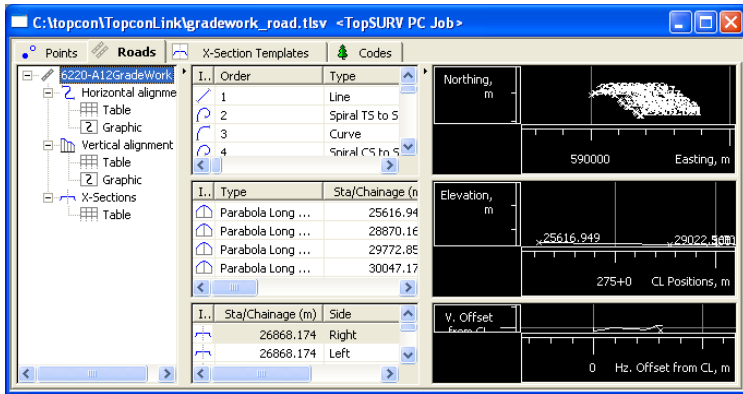 C:\topcon\TopconLink\gradework_road.tlsv <TopSURV PC Job>
Points Roads X-Section Templates Codes
6220-A12GradeWork
Horizontal alignme
Table
Graphic
Vertical alignment
Table
Graphic
X-Sections
Table
I.. Order Type
1 Line
2 Spiral TS to S
3 Curve
4 Spiral CS to S
I.. Type Sta/Chainage (n
Parabola Long ... 25616.94
Parabola Long ... 28870.16
Parabola Long ... 29772.85
Parabola Long ... 30047.17
I.. Sta/Chainage (m) Side
26868.174 Right
26868.174 Left
Northing,
m
590000 Easting, m
Elevation,
m
25616.949
275+0 CL Positions, m
V. Offset
from CL
0 Hz. Offset from CL, m